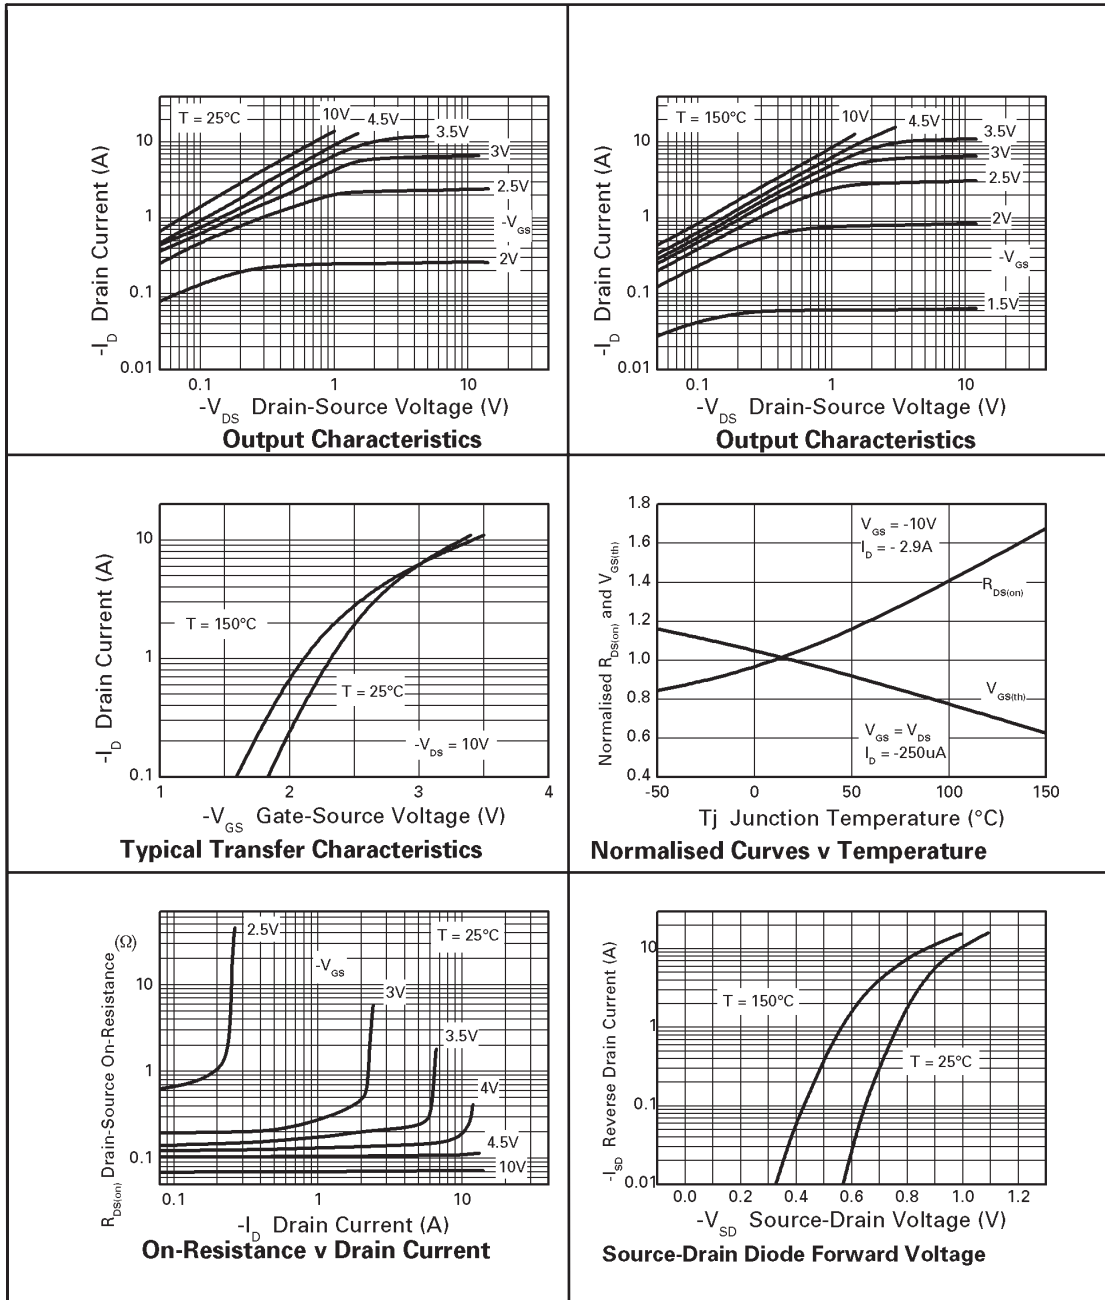 T = 25°C
10V
4.5V
3.5V
3V
2.5V
-VGS
2V
10
1
0.1
0.01
0.1
1
10
-ID Drain Current (A)
-VDS Drain-Source Voltage (V)
Output Characteristics
T = 150°C
10V
4.5V
3.5V
3V
2.5V
2V
-VGS
1.5V
10
1
0.1
0.01
0.1
1
10
-ID Drain Current (A)
-VDS Drain-Source Voltage (V)
Output Characteristics
10
1
0.1
T = 150°C
T = 25°C
-VDS = 10V
1
2
3
4
-ID Drain Current (A)
-VGS Gate-Source Voltage (V)
Typical Transfer Characteristics
1.8
1.6
1.4
1.2
1.0
0.8
0.6
0.4
VGS = -10V
ID = - 2.9A
RDS(on)
VGS(th)
VGS = VDS
ID = -250uA
-50
0
50
100
150
Normalised RDS(on) and VGS(th)
Tj Junction Temperature (°C)
Normalised Curves v Temperature
2.5V
T = 25°C
-VGS
3V
3.5V
4V
4.5V
10V
10
1
0.1
0.1
1
10
RDS(on) Drain-Source On-Resistance (Ω)
-ID Drain Current (A)
On-Resistance v Drain Current
10
1
0.1
0.01
T = 150°C
T = 25°C
0.0
0.2
0.4
0.6
0.8
1.0
1.2
-ISD Reverse Drain Current (A)
-VSD Source-Drain Voltage (V)
Source-Drain Diode Forward Voltage